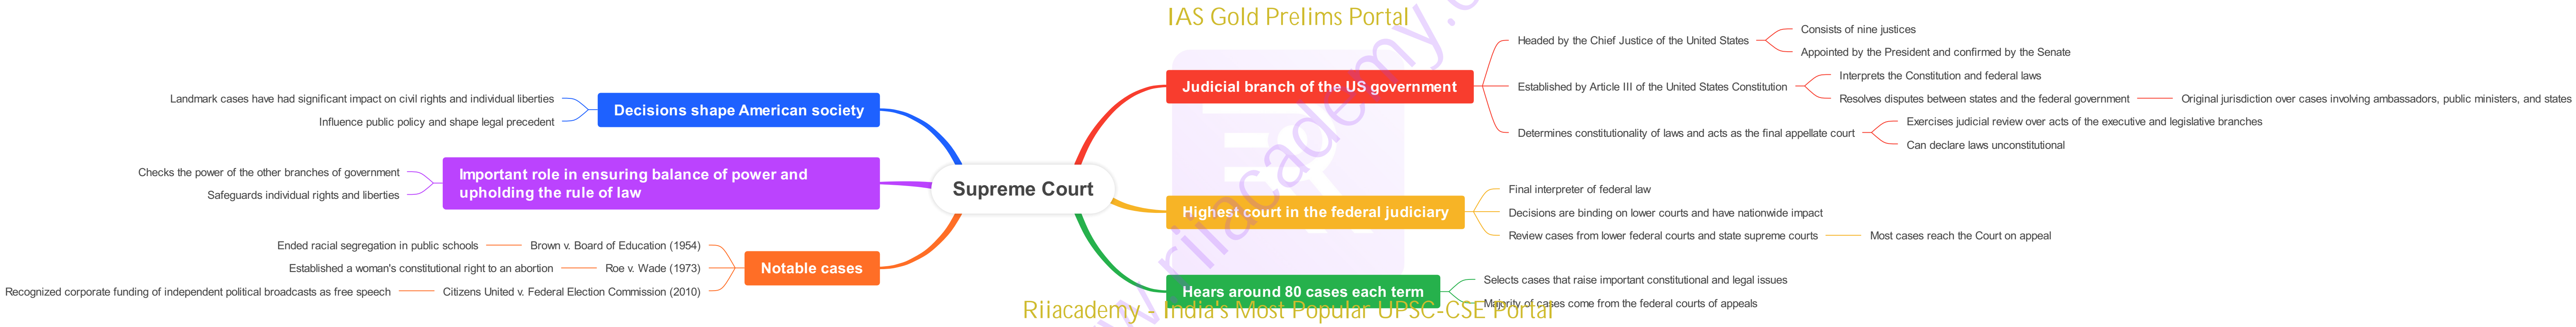 IAS Gold Prelims Portal
Supreme Court
Judicial branch of the US government
Headed by the Chief Justice of the United States
Consists of nine justices
Appointed by the President and confirmed by the Senate
Established by Article III of the United States Constitution
Interprets the Constitution and federal laws
Resolves disputes between states and the federal government
Original jurisdiction over cases involving ambassadors, public ministers, and states
Determines constitutionality of laws and acts as the final appellate court
Exercises judicial review over acts of the executive and legislative branches
Can declare laws unconstitutional
Highest court in the federal judiciary
Final interpreter of federal law
Decisions are binding on lower courts and have nationwide impact
Review cases from lower federal courts and state supreme courts
Most cases reach the Court on appeal
Hears around 80 cases each term
Selects cases that raise important constitutional and legal issues
Majority of cases come from the federal courts of appeals
Decisions shape American society
Landmark cases have had significant impact on civil rights and individual liberties
Influence public policy and shape legal precedent
Important role in ensuring balance of power and
upholding the rule of law
Checks the power of the other branches of government
Safeguards individual rights and liberties
Notable cases
Brown v. Board of Education (1954)
Ended racial segregation in public schools
Roe v. Wade (1973)
Established a woman's constitutional right to an abortion
Citizens United v. Federal Election Commission (2010)
Recognized corporate funding of independent political broadcasts as free speech
Riiacademy - India's Most Popular UPSC-CSE Portal